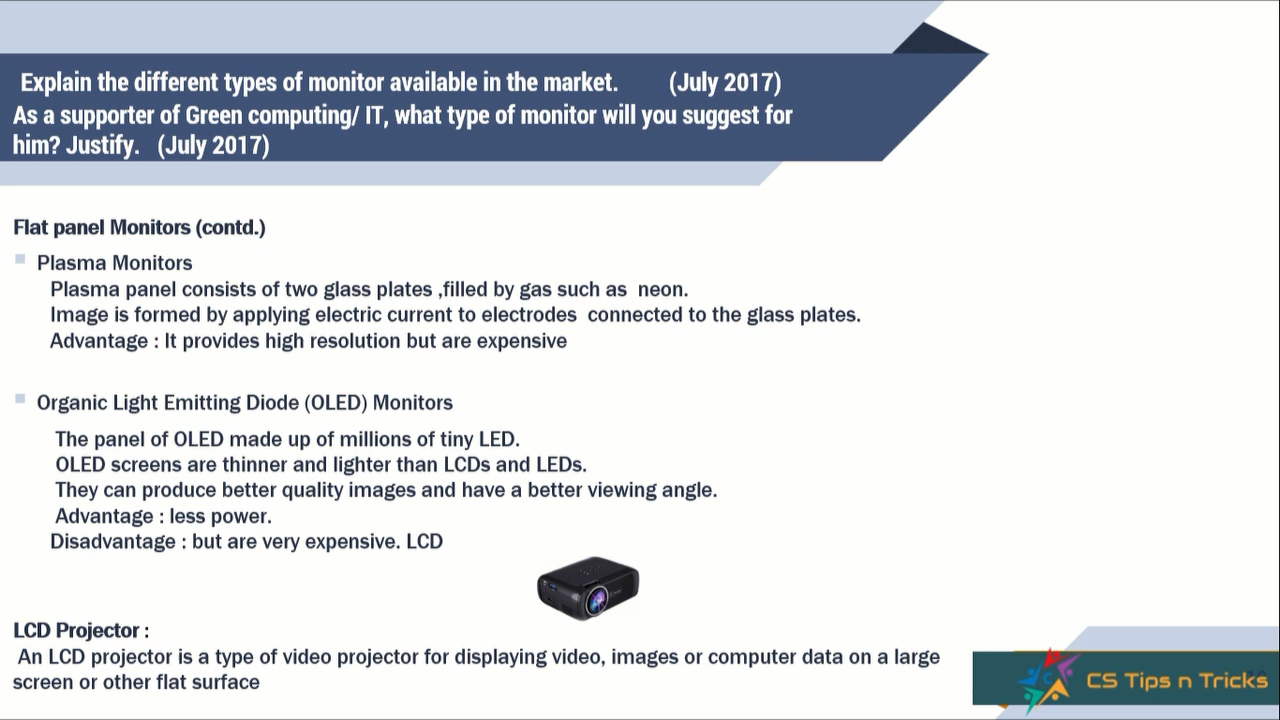 Explain the different types of monitor available in the market. (July 2017)
As a supporter of Green computing/ IT, what type of monitor will you suggest for
him? Justify. (July 2017)
Flat panel Monitors (contd.)
Plasma Monitors
Plasma panel consists of two glass plates ,filled by gas such as neon.
Image is formed by applying electric current to electrodes connected to the glass plates.
Advantage : It provides high resolution but are expensive
Organic Light Emitting Diode (OLED) Monitors
The panel of OLED made up of millions of tiny LED.
OLED screens are thinner and lighter than LCDs and LEDs.
They can produce better quality images and have a better viewing angle.
Advantage : less power.
Disadvantage : but are very expensive. LCD
LCD Projector :
An LCD projector is a type of video projector for displaying video, images or computer data on a large
screen or other flat surface
CS Tips n Tricks